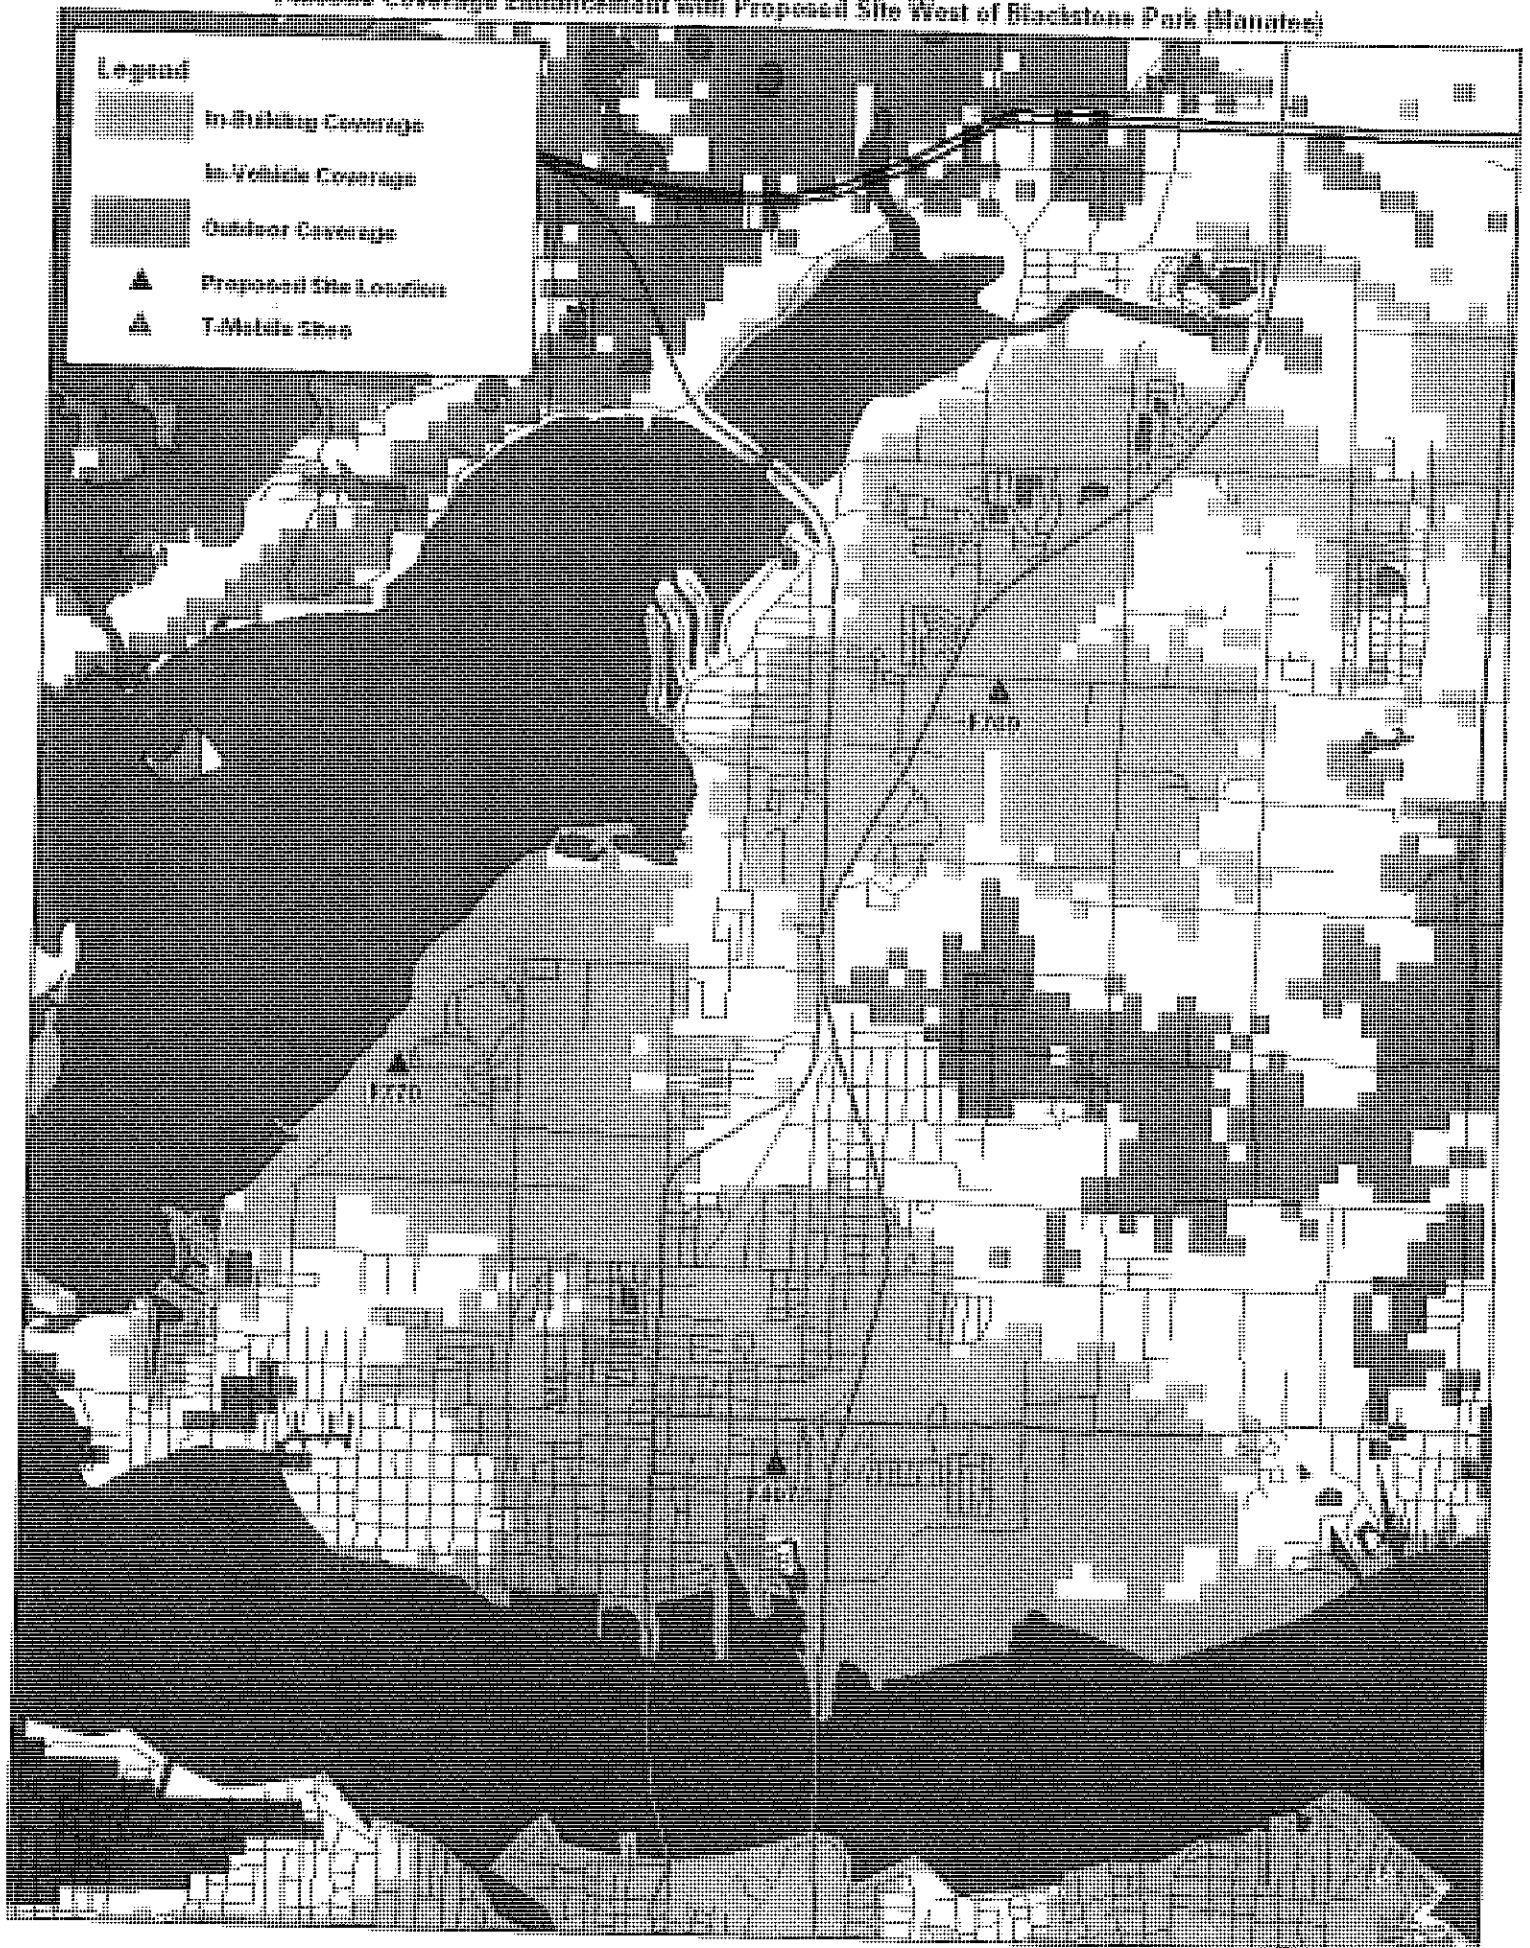 T-Mobile Coverage Enhancement with Proposed Site West of Blackstone Park (Manatee)
Legend
In-Building Coverage
In-Vehicle Coverage
Outdoor Coverage
Proposed Site Location
T-Mobile Sites